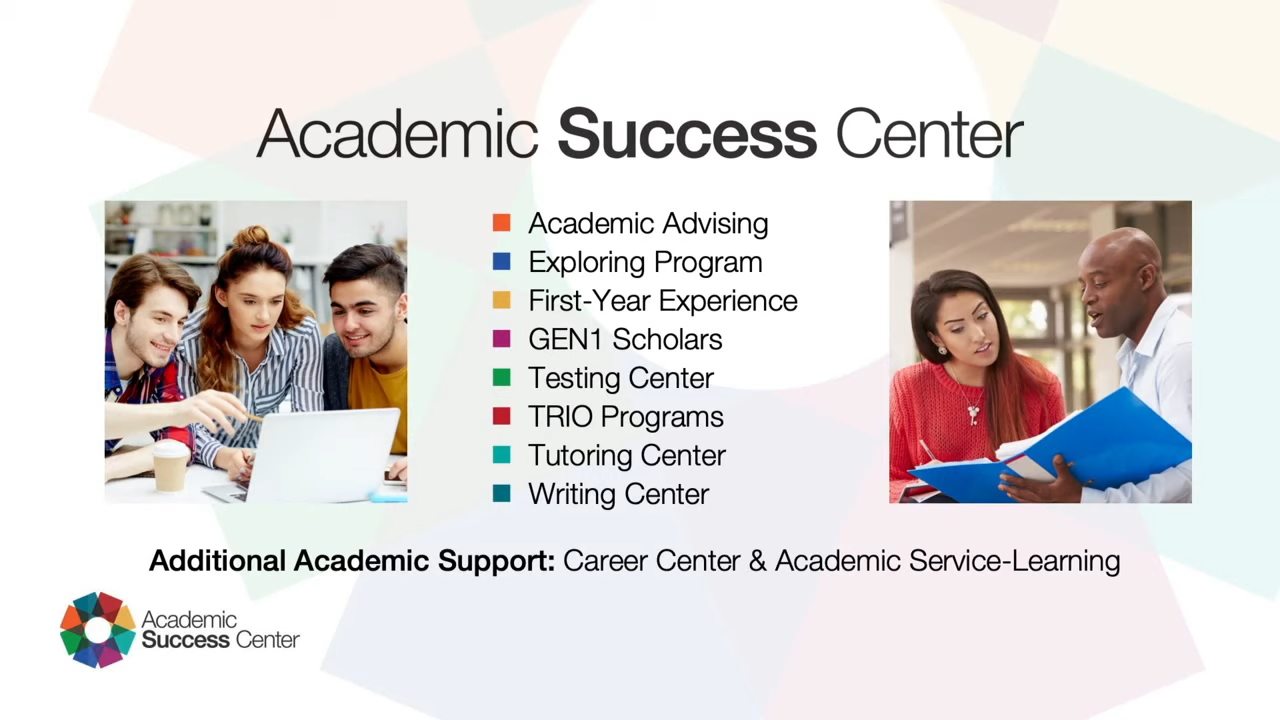 Academic Success Center
Academic Advising
Exploring Program
First-Year Experience
GEN1 Scholars
Testing Center
TRIO Programs
Tutoring Center
Writing Center
Additional Academic Support: Career Center & Academic Service-Learning
Academic
Success Center